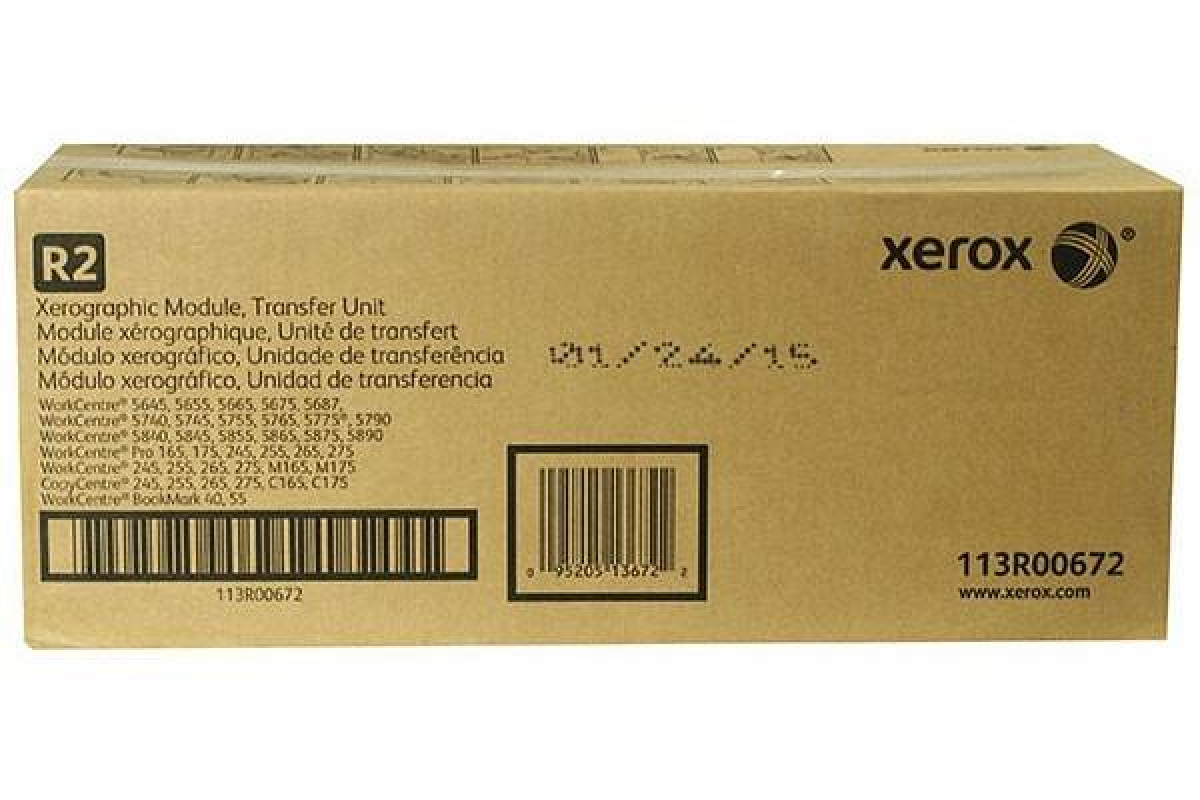 xerox
R2
xerox ®
Xerographic Module, Transfer Unit
Module xérographique, Unité de transfert
Módulo xerográfico, Unidade de transferência
Módulo xerográfico, Unidad de transferencia
01/24/15
WorkCentre® 5645, 5655, 5665, 5675, 5687,
WorkCentre® 5740, 5745, 5755, 5765, 5775®, 5790
WorkCentre® 5840, 5845, 5855, 5865, 5875, 5890
WorkCentre® Pro 165, 175, 245, 255, 265, 275
WorkCentre® 245, 255, 265, 275, M165, M175
CopyCentre® 245, 255, 265, 275, C165, C175
WorkCentre® BookMark 40, 55
113R00672
0 95205 13672 2
113R00672
www.xerox.com